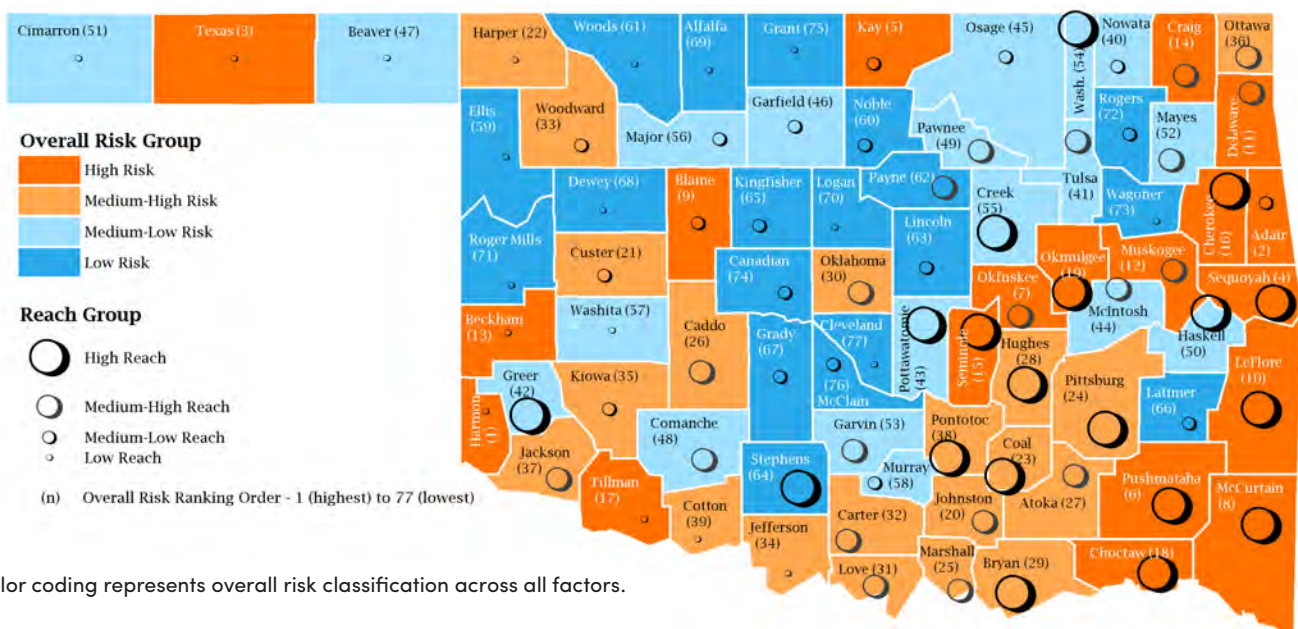 Cimarron (51)
Texas (3)
Beaver (47)
Harper (22)
Woods (61)
Alfalfa
(69)
Grant (75)
Kay (5)
Osage (45)
Wash. (54)
Nowata
(40)
Craig
(14)
Ottawa
(36)
Ellis
(59)
Woodward
(33)
Major (56)
Garfield (46)
Noble
(60)
Pawnee
(49)
Rogers
(72)
Mayes
(52)
Delaware
(11)
Overall Risk Group
High Risk
Medium-High Risk
Medium-Low Risk
Low Risk
Dewey (68)
Blaine
(9)
Kingfisher
(65)
Logan
(70)
Payne (62)
Creek
(55)
Tulsa
(41)
Wagoner
(73)
Cherokee
(16)
Adair
(2)
Roger Mills
(71)
Custer (21)
Canadian
(74)
Oklahoma
(30)
Lincoln
(63)
Okfuskee
(7)
Okmulgee
(19)
Muskogee
(12)
Sequoyah (4)
Reach Group
High Reach
Medium-High Reach
Medium-Low Reach
Low Reach
(n) Overall Risk Ranking Order - 1 (highest) to 77 (lowest)
Beckham
(13)
Washita (57)
Caddo
(26)
Grady
(67)
Cleveland
(77)
(76)
McClain
Pottawatomie
(43)
Seminole
(15)
Hughes
(28)
McIntosh
(44)
Haskell
(50)
LeFlore
(10)
Harmon
(1)
Greer
(42)
Kiowa (35)
Comanche
(48)
Garvin (53)
Pontotoc
(38)
Pittsburg
(24)
Latimer
(66)
Jackson
(37)
Tillman
(17)
Cotton
(39)
Stephens
(64)
Murray
(58)
Coal
(23)
Johnston
(20)
Atoka (27)
Pushmataha
(6)
McCurtain
(8)
Jefferson
(34)
Carter (32)
Love (31)
Marshall
(25)
Bryan (29)
Choctaw (18)
lor coding represents overall risk classification across all factors.